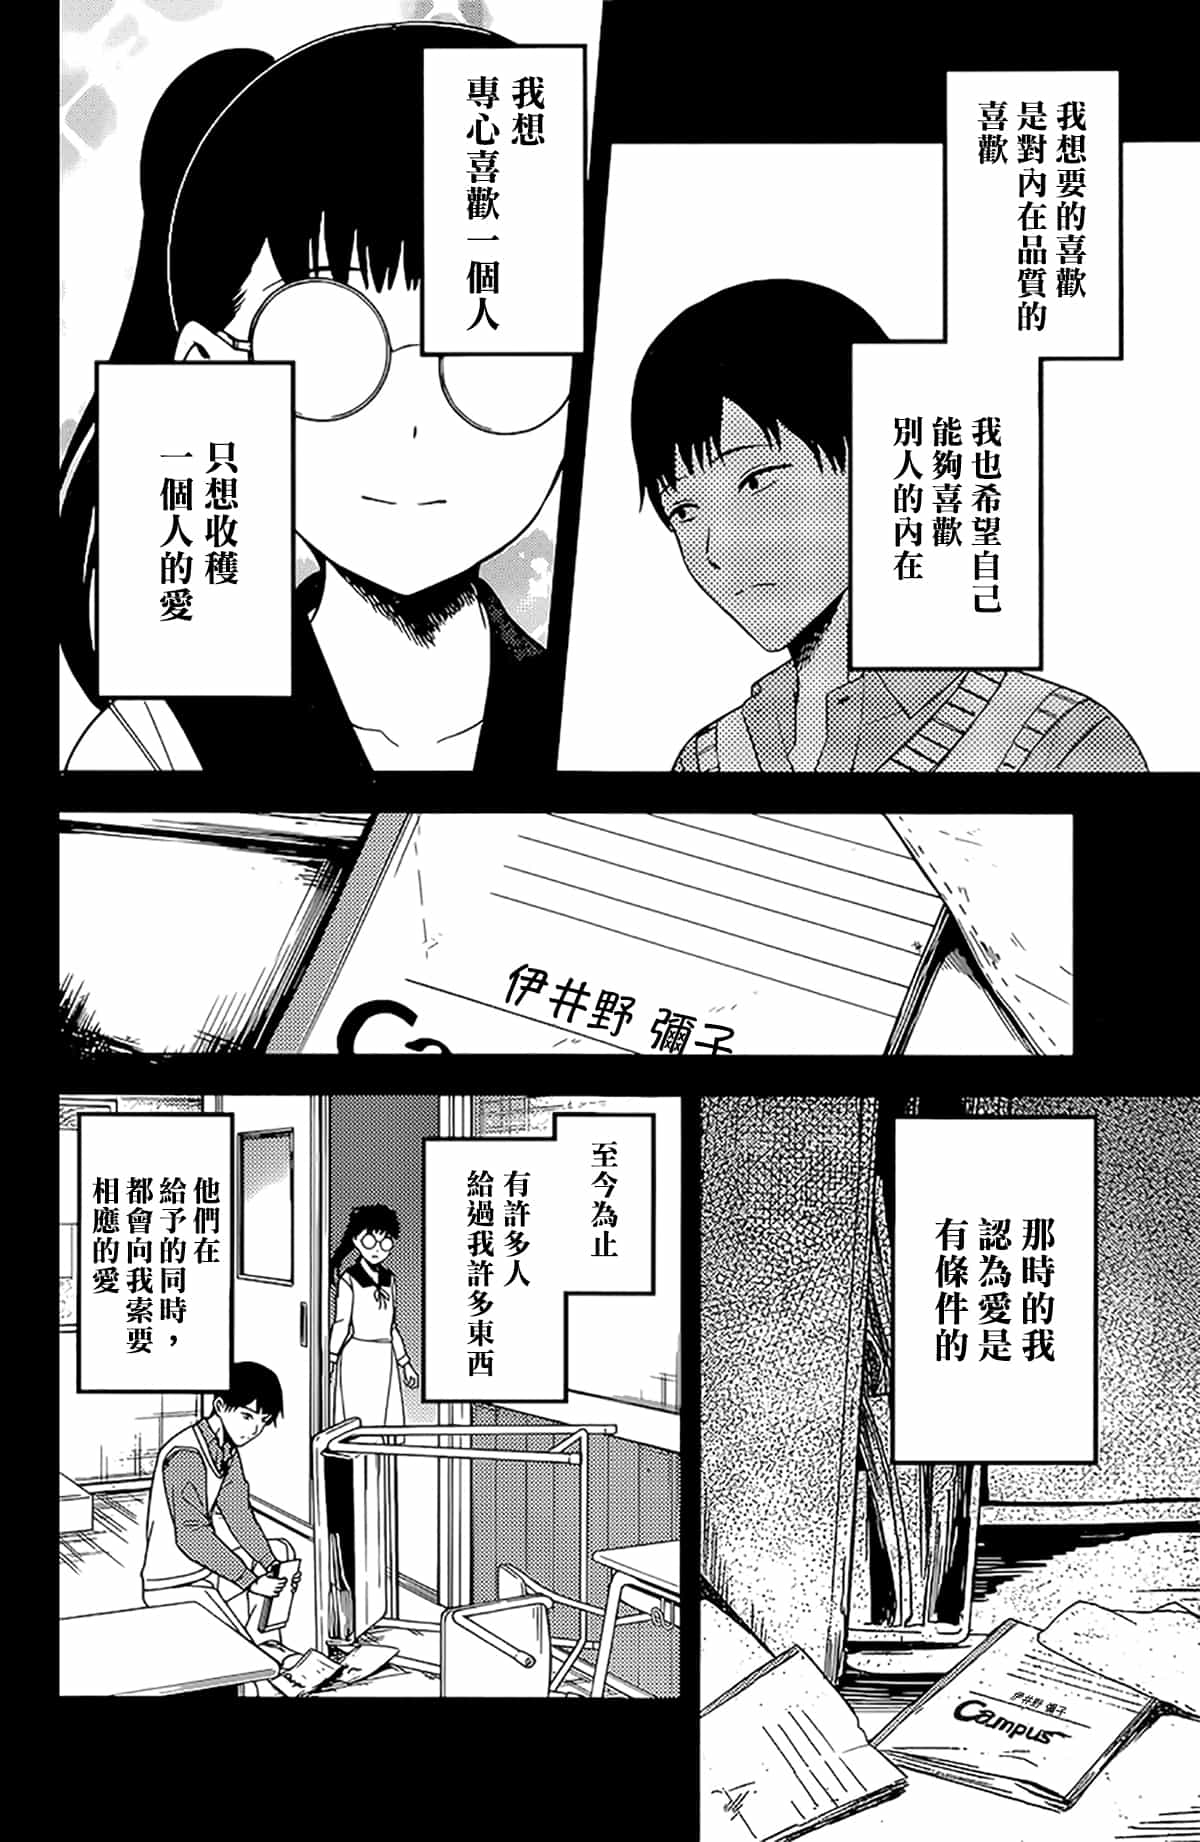 我想要的喜歡
是對內在品質的
喜歡
我也希望自己
能夠喜歡
別人的內在
我想
專心喜歡一個人
只想收穫
一個人的愛
伊井野 彌子
C
那時的我
認為愛是
有條件的
伊井野 彌子
Campus
至今為止
有許多人
給過我許多東西
他們在
給予的同時，
都會向我索要
相應的愛